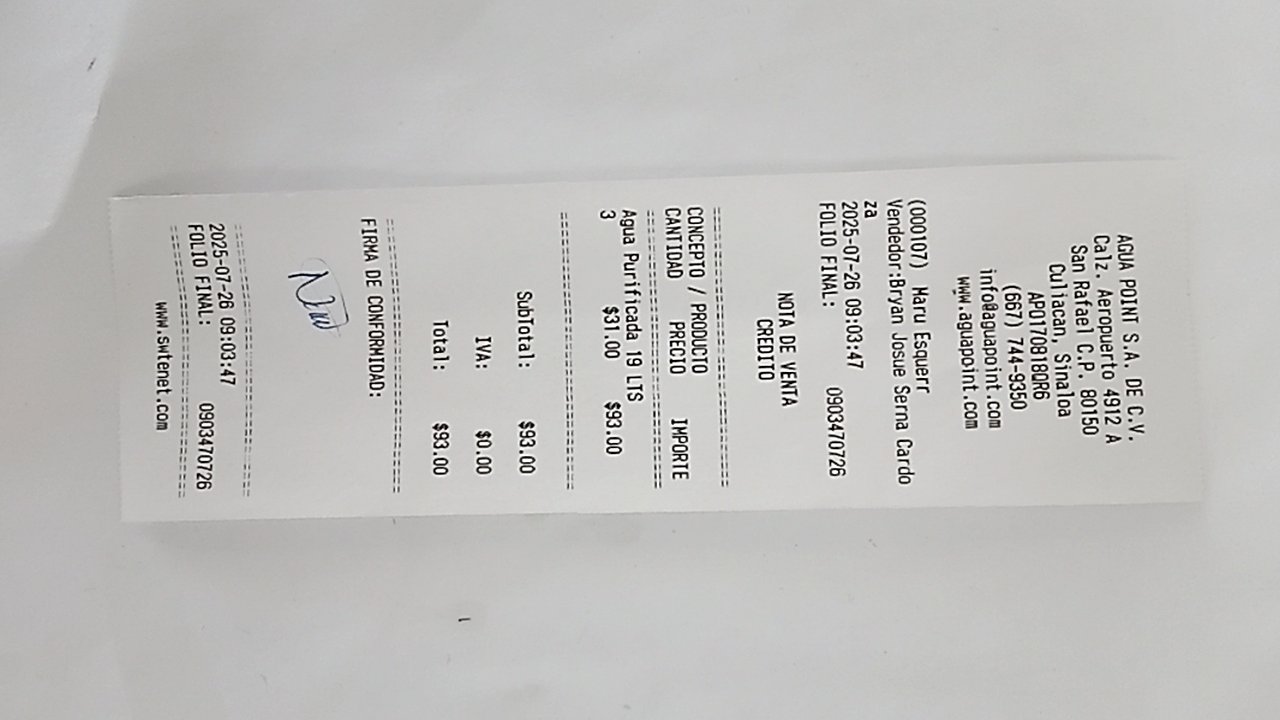 AGUA POINT S.A. DE C.V.
Calz. Aeropuerto 4912 A
San Rafael C.P. 80150
Culiacan, Sinaloa
APO170818QR6
(667) 744-9350
info@aguapoint.com
www.aguapoint.com
(000107) Maru Esquerr
Vendedor:Bryan Josue Serna Cardo
za
2025-07-26 09:03:47
FOLIO FINAL: 0903470726
NOTA DE VENTA
CREDITO
CONCEPTO / PRODUCTO
CANTIDAD PRECIO IMPORTE
Agua Purificada 19 LTS
3 $31.00 $93.00
SubTotal: $93.00
IVA: $0.00
Total: $93.00
FIRMA DE CONFORMIDAD:
2025-07-26 09:03:47
FOLIO FINAL: 0903470726
www.swtenet.com